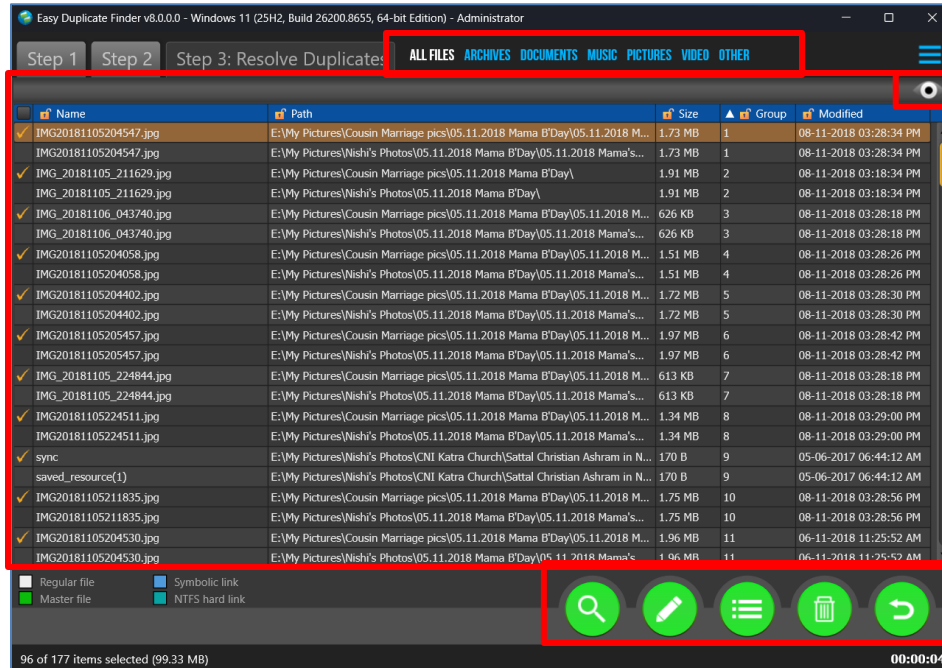 Easy Duplicate Finder v8.0.0.0 - Windows 11 (25H2, Build 26200.8655, 64-bit Edition) - Administrator
Step 1 Step 2 Step 3: Resolve Duplicates ALL FILES ARCHIVES DOCUMENTS MUSIC PICTURES VIDEO OTHER
Name Path Size Group Modified
IMG20181105204547.jpg E:\My Pictures\Cousin Marriage pics\05.11.2018 Mama B'Day\05.11.2018 M... 1.73 MB 1 08-11-2018 03:28:34 PM
IMG20181105204547.jpg E:\My Pictures\Nishi's Photos\05.11.2018 Mama B'Day\05.11.2018 Mama's... 1.73 MB 1 08-11-2018 03:28:34 PM
IMG_20181105_211629.jpg E:\My Pictures\Cousin Marriage pics\05.11.2018 Mama B'Day\ 1.91 MB 2 08-11-2018 03:18:34 PM
IMG_20181105_211629.jpg E:\My Pictures\Nishi's Photos\05.11.2018 Mama B'Day\ 1.91 MB 2 08-11-2018 03:18:34 PM
IMG_20181106_043740.jpg E:\My Pictures\Cousin Marriage pics\05.11.2018 Mama B'Day\05.11.2018 M... 626 KB 3 08-11-2018 03:28:18 PM
IMG_20181106_043740.jpg E:\My Pictures\Nishi's Photos\05.11.2018 Mama B'Day\05.11.2018 Mama's... 626 KB 3 08-11-2018 03:28:18 PM
IMG20181105204058.jpg E:\My Pictures\Cousin Marriage pics\05.11.2018 Mama B'Day\05.11.2018 M... 1.51 MB 4 08-11-2018 03:28:26 PM
IMG20181105204058.jpg E:\My Pictures\Nishi's Photos\05.11.2018 Mama B'Day\05.11.2018 Mama's... 1.51 MB 4 08-11-2018 03:28:26 PM
IMG20181105204402.jpg E:\My Pictures\Cousin Marriage pics\05.11.2018 Mama B'Day\05.11.2018 M... 1.72 MB 5 08-11-2018 03:28:30 PM
IMG20181105204402.jpg E:\My Pictures\Nishi's Photos\05.11.2018 Mama B'Day\05.11.2018 Mama's... 1.72 MB 5 08-11-2018 03:28:30 PM
IMG20181105205457.jpg E:\My Pictures\Cousin Marriage pics\05.11.2018 Mama B'Day\05.11.2018 M... 1.97 MB 6 08-11-2018 03:28:42 PM
IMG20181105205457.jpg E:\My Pictures\Nishi's Photos\05.11.2018 Mama B'Day\05.11.2018 Mama's... 1.97 MB 6 08-11-2018 03:28:42 PM
IMG_20181105_224844.jpg E:\My Pictures\Cousin Marriage pics\05.11.2018 Mama B'Day\05.11.2018 M... 613 KB 7 08-11-2018 03:28:18 PM
IMG_20181105_224844.jpg E:\My Pictures\Nishi's Photos\05.11.2018 Mama B'Day\05.11.2018 Mama's... 613 KB 7 08-11-2018 03:28:18 PM
IMG20181105224511.jpg E:\My Pictures\Cousin Marriage pics\05.11.2018 Mama B'Day\05.11.2018 M... 1.34 MB 8 08-11-2018 03:29:00 PM
IMG20181105224511.jpg E:\My Pictures\Nishi's Photos\05.11.2018 Mama B'Day\05.11.2018 Mama's... 1.34 MB 8 08-11-2018 03:29:00 PM
sync E:\My Pictures\Nishi's Photos\CNI Katra Church\Sattal Christian Ashram in N... 170 B 9 05-06-2017 06:44:12 AM
saved_resource(1) E:\My Pictures\Nishi's Photos\CNI Katra Church\Sattal Christian Ashram in N... 170 B 9 05-06-2017 06:44:12 AM
IMG20181105211835.jpg E:\My Pictures\Cousin Marriage pics\05.11.2018 Mama B'Day\05.11.2018 M... 1.75 MB 10 08-11-2018 03:28:56 PM
IMG20181105211835.jpg E:\My Pictures\Nishi's Photos\05.11.2018 Mama B'Day\05.11.2018 Mama's... 1.75 MB 10 08-11-2018 03:28:56 PM
IMG20181105204530.jpg E:\My Pictures\Cousin Marriage pics\05.11.2018 Mama B'Day\05.11.2018 M... 1.96 MB 11 06-11-2018 11:25:52 AM
IMG20181105204530.jpg E:\My Pictures\Nishi's Photos\05.11.2018 Mama B'Day\05.11.2018 Mama's... 1.96 MB 11 06-11-2018 11:25:52 AM
Regular file Symbolic link
Master file NTFS hard link
96 of 177 items selected (99.33 MB) 00:00:04